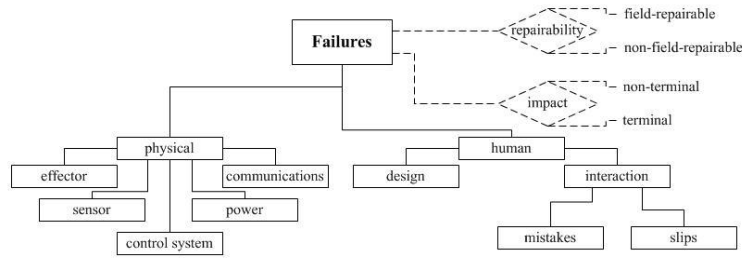 Failures
repairability
field-repairable
non-field-repairable
impact
non-terminal
terminal
physical
human
effector
communications
design
interaction
sensor
power
control system
mistakes
slips